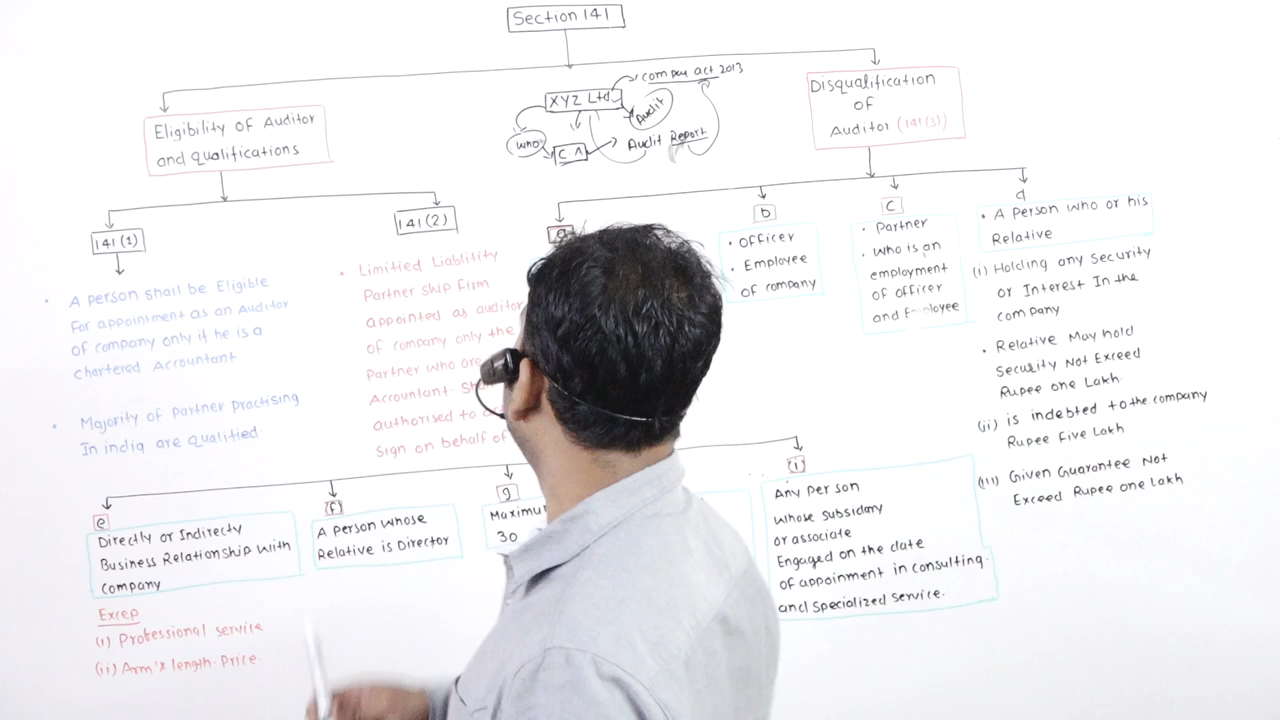 Section 141
compay act 2013
XYZ Ltd.
Audit
who
C.A
Audit Report
Eligibility of Auditor
and qualifications
Disqualification
OF
Auditor (141(3))
141(1)
A person shall be Eligible
For appointment as an Auditor
of company only if he is a
chartered Accountant
Majority of partner practising
In india are qualified
141(2)
Limitied Liablitity
Partner ship firm
appointed as auditor
of company only the
Partner who are
Accountant
authorised to
Sign on behalf of
a
b
officer
Employee
of company
c
Partner
who is an
employment
of officer
and Employee
d
A person who or his
Relative
(i) Holding any Security
or Interest In the
company
Relative May hold
Security Not Exceed
Rupee one Lakh.
(ii) is indebted to the company
Rupee Five Lakh
(iii) Given Guarantee Not
Exceed Rupee one Lakh
e
Directly or Indirecty
Business Relationship with
company
Excep
(i) Professional service
(ii) Arm'x length Price.
f
A person whose
Relative is Director
g
30
i
Any person
whose subsidary
or associate
Engaged on the date
of appoinment in consulting
and specialized service.